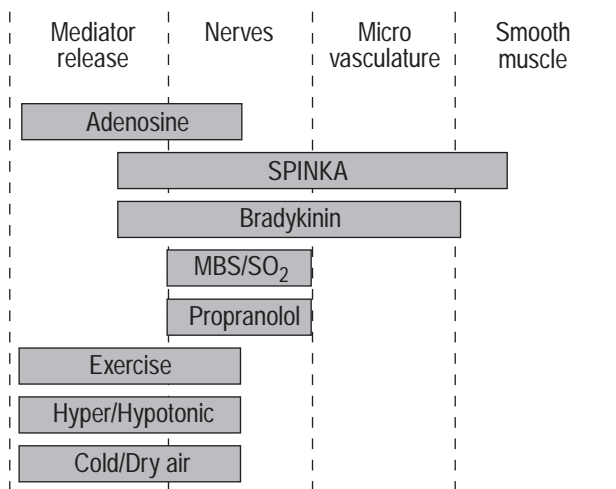 Mediator release
Nerves
Micro vasculature
Smooth muscle
Adenosine
SPINKA
Bradykinin
MBS/SO₂
Propranolol
Exercise
Hyper/Hypotonic
Cold/Dry air